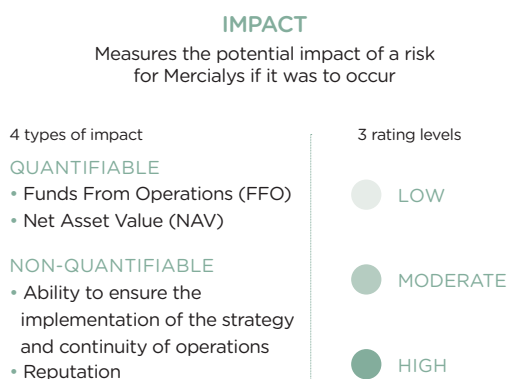 IMPACT
Measures the potential impact of a risk
for Mercialys if it was to occur
4 types of impact
QUANTIFIABLE
• Funds From Operations (FFO)
• Net Asset Value (NAV)
NON-QUANTIFIABLE
• Ability to ensure the
implementation of the strategy
and continuity of operations
• Reputation
3 rating levels
LOW
MODERATE
HIGH